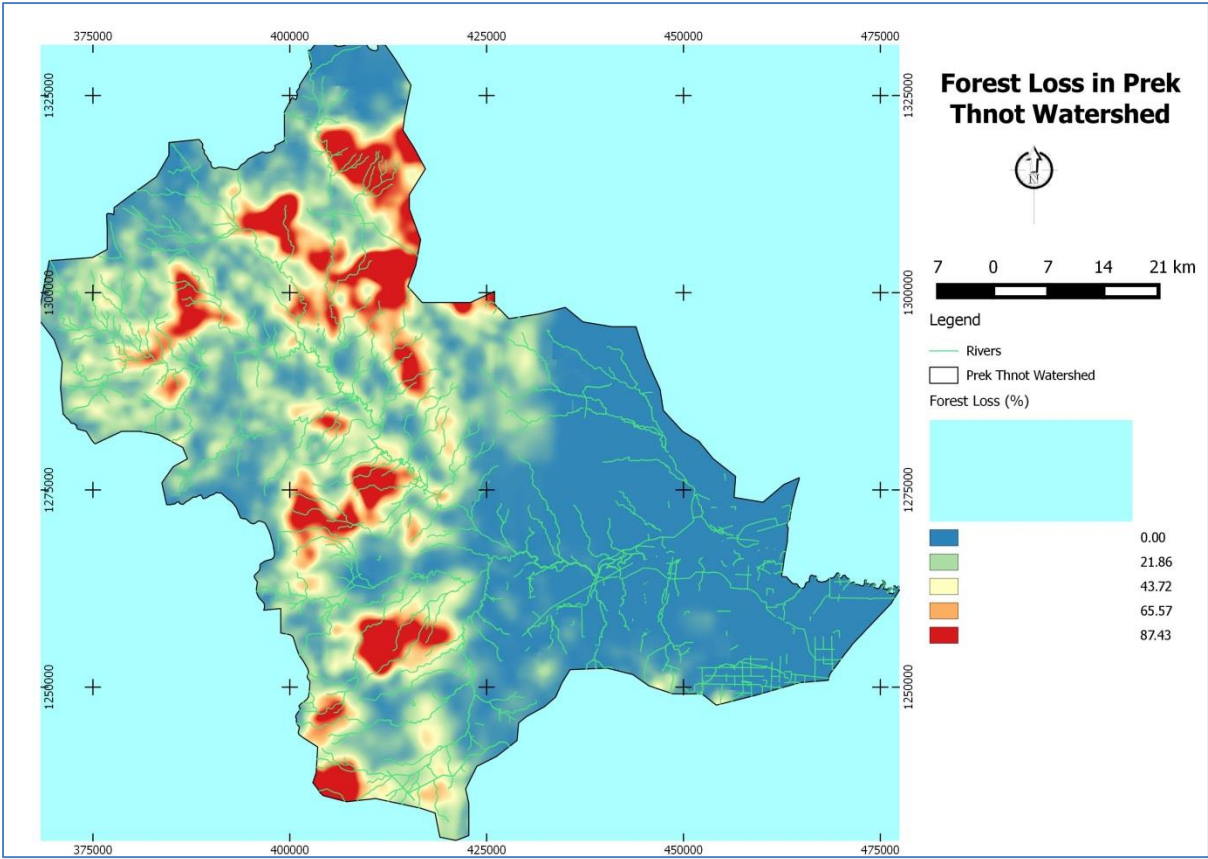 375000 400000 425000 450000 475000
Forest Loss in Prek
Thnot Watershed
N
7 0 7 14 21 km
Legend
Rivers
Prek Thnot Watershed
Forest Loss (%)
0.00
21.86
43.72
65.57
87.43
1325000
1300000
1275000
1250000
1325000
1300000
1275000
1250000
375000 400000 425000 450000 475000